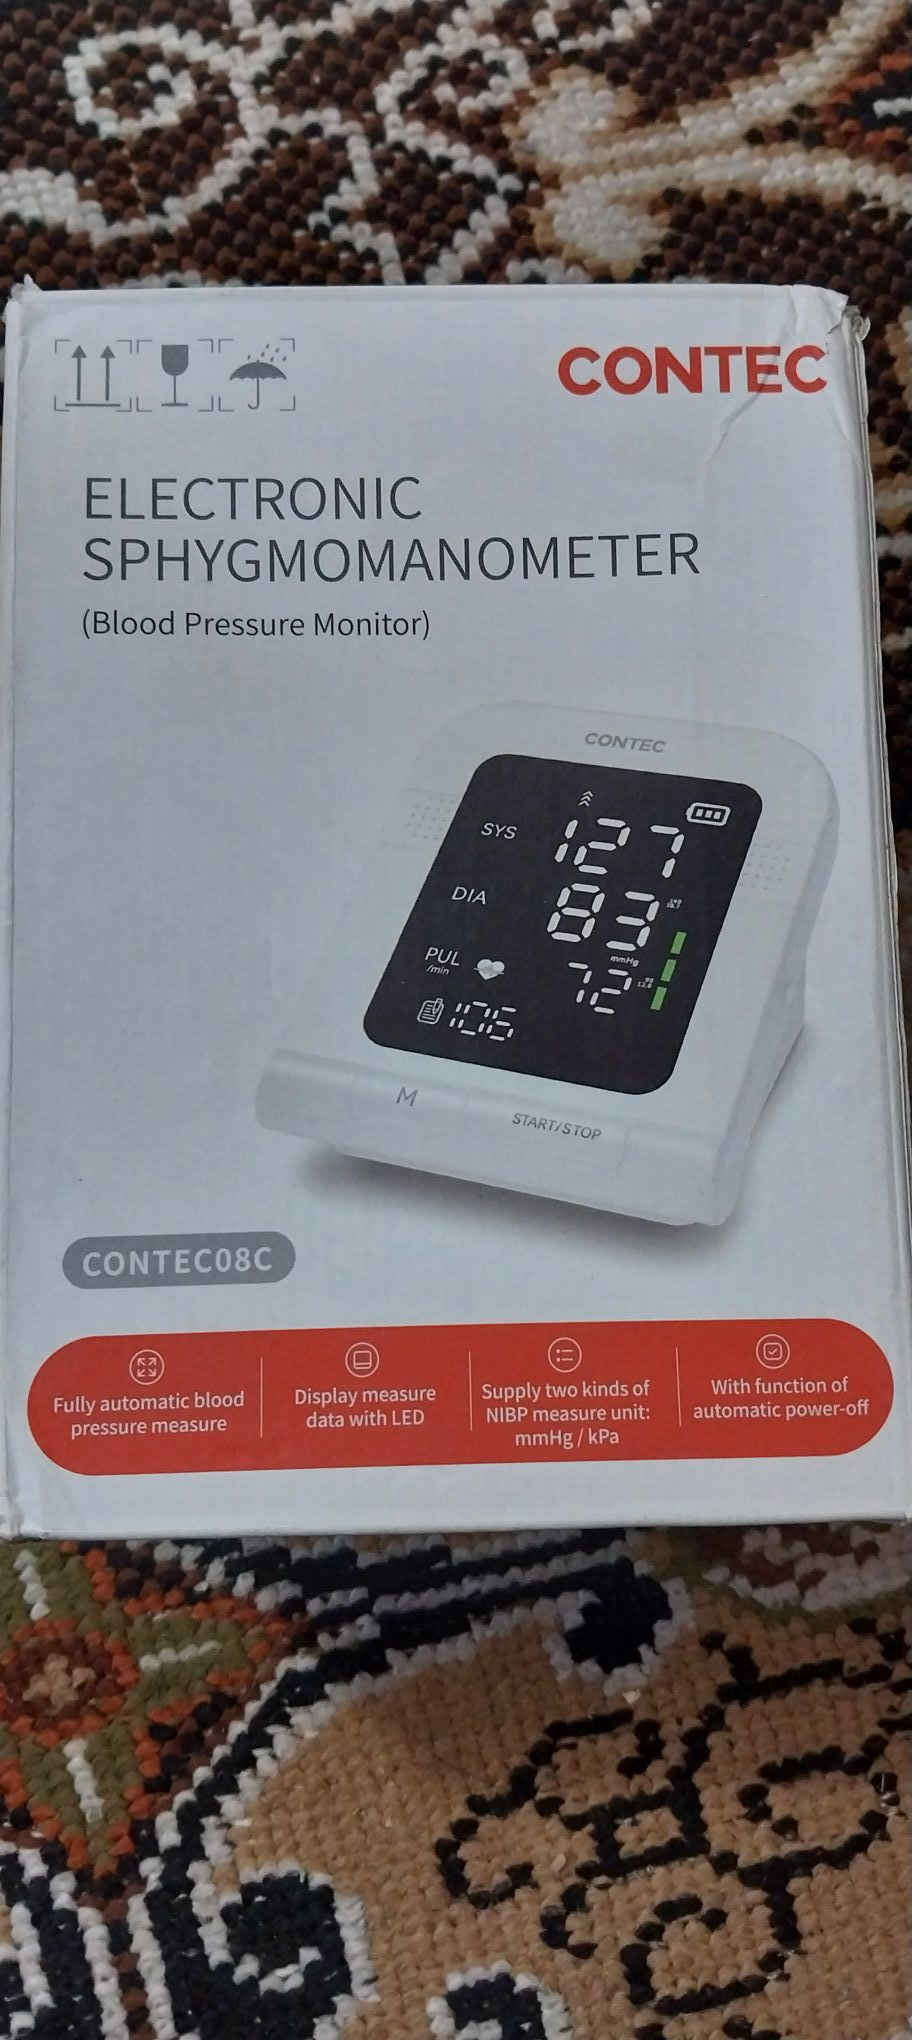 CONTEC
ELECTRONIC
SPHYGMOMANOMETER
(Blood Pressure Monitor)
CONTEC
SYS 127
DIA 83
mmHg
PUL 72
/min
106
M START/STOP
CONTEC08C
Fully automatic blood
pressure measure
Display measure
data with LED
Supply two kinds of
NIBP measure unit:
mmHg / kPa
With function of
automatic power-off